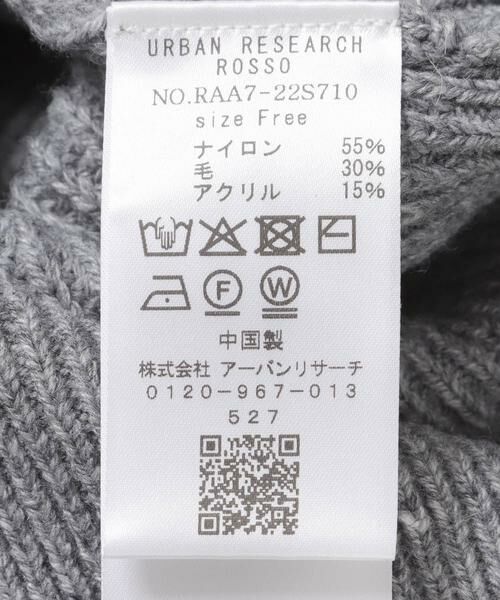 URBAN RESEARCH
ROSSO
NO.RAA7-22S710
size Free
ナイロン 55%
毛 30%
アクリル 15%
F W
中国製
株式会社 アーバンリサーチ
0120-967-013
527